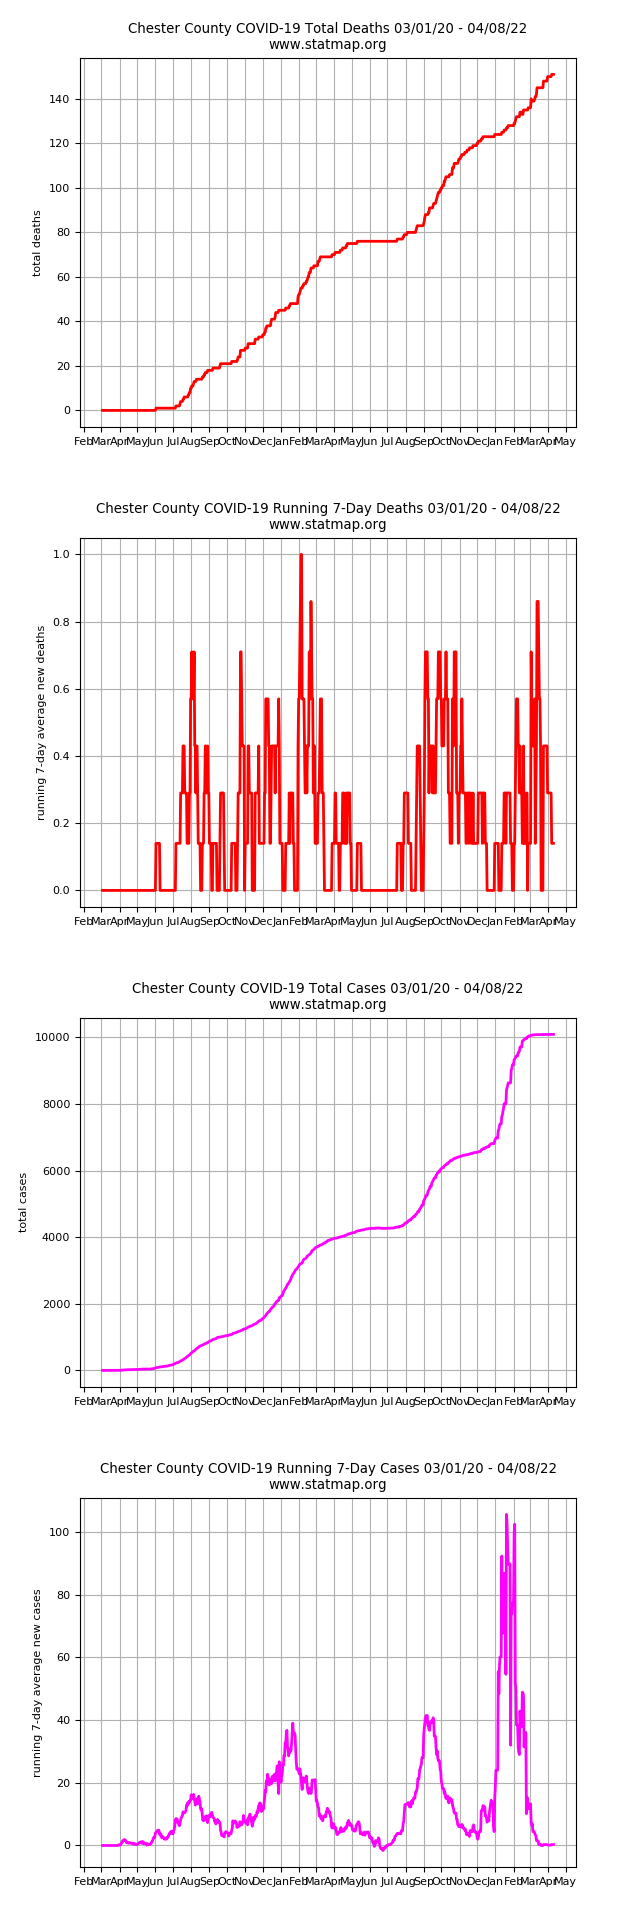 Chester County COVID-19 Total Deaths 03/01/20 - 04/08/22
www.statmap.org
140
120
100
80
60
40
20
0
total deaths
Feb Mar Apr May Jun Jul Aug Sep Oct Nov Dec Jan Feb Mar Apr May Jun Jul Aug Sep Oct Nov Dec Jan Feb Mar Apr May
Chester County COVID-19 Running 7-Day Deaths 03/01/20 - 04/08/22
www.statmap.org
1.0
0.8
0.6
0.4
0.2
0.0
running 7-day average new deaths
Feb Mar Apr May Jun Jul Aug Sep Oct Nov Dec Jan Feb Mar Apr May Jun Jul Aug Sep Oct Nov Dec Jan Feb Mar Apr May
Chester County COVID-19 Total Cases 03/01/20 - 04/08/22
www.statmap.org
10000
8000
6000
4000
2000
0
total cases
Feb Mar Apr May Jun Jul Aug Sep Oct Nov Dec Jan Feb Mar Apr May Jun Jul Aug Sep Oct Nov Dec Jan Feb Mar Apr May
Chester County COVID-19 Running 7-Day Cases 03/01/20 - 04/08/22
www.statmap.org
100
80
60
40
20
0
running 7-day average new cases
Feb Mar Apr May Jun Jul Aug Sep Oct Nov Dec Jan Feb Mar Apr May Jun Jul Aug Sep Oct Nov Dec Jan Feb Mar Apr May